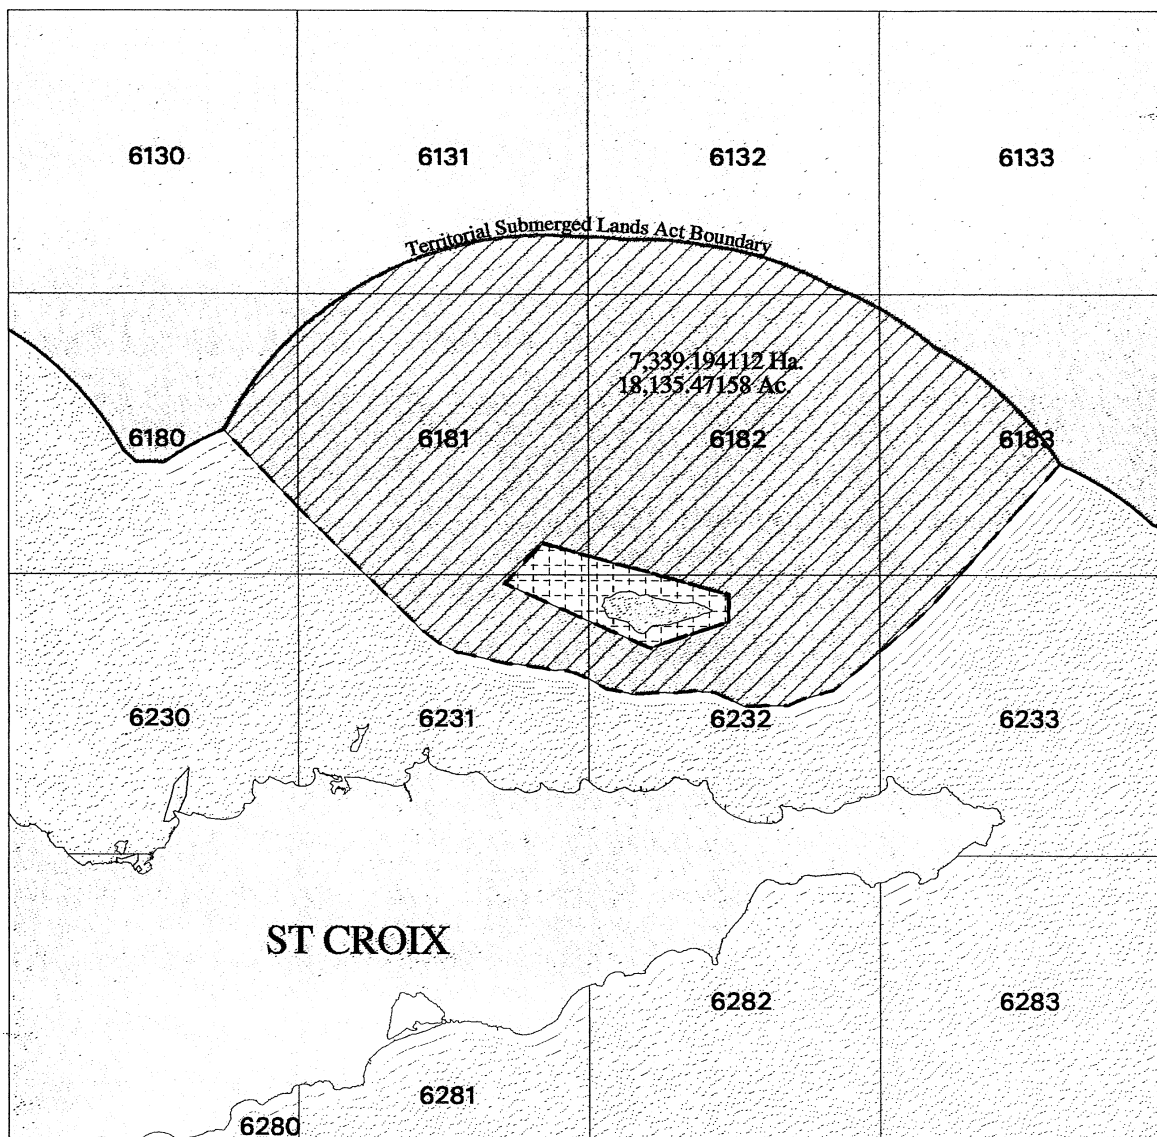 6130 6131 6132 6133
Territorial Submerged Lands Act Boundary
7,339.194112 Ha.
18,135.47158 Ac.
6180 6181 6182 6183
6230 6231 6232 6233
ST CROIX
6282 6283
6281
6280